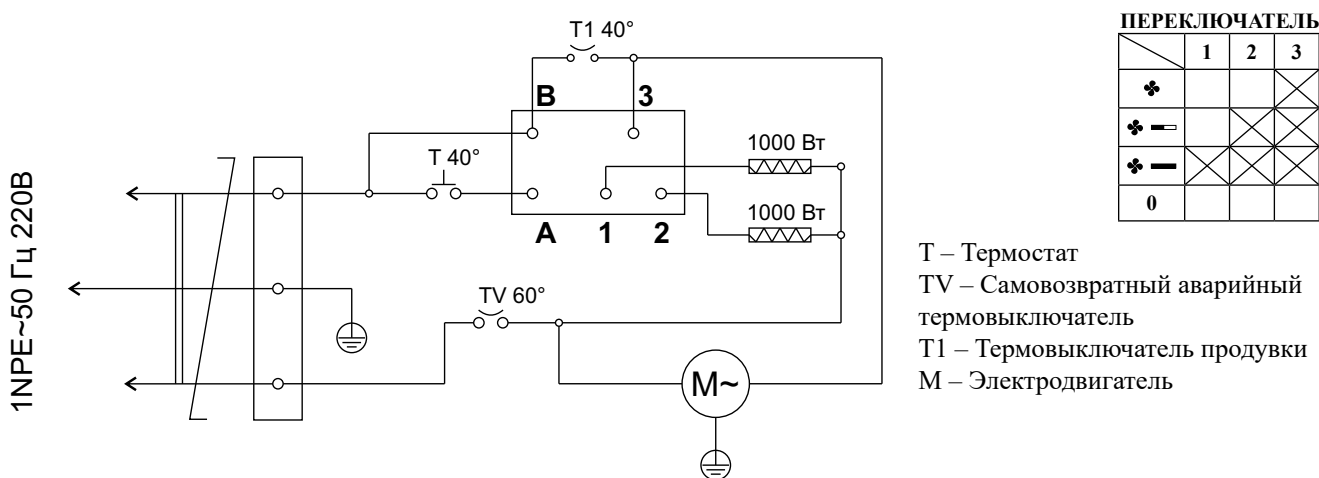 1NPE~50 Гц 220В
T1 40°
B
3
T 40°
A
1
2
1000 Вт
1000 Вт
TV 60°
M~
ПЕРЕКЛЮЧАТЕЛЬ
1 2 3
0
T – Термостат
TV – Самовозвратный аварийный
термовыключатель
T1 – Термовыключатель продувки
M – Электродвигатель